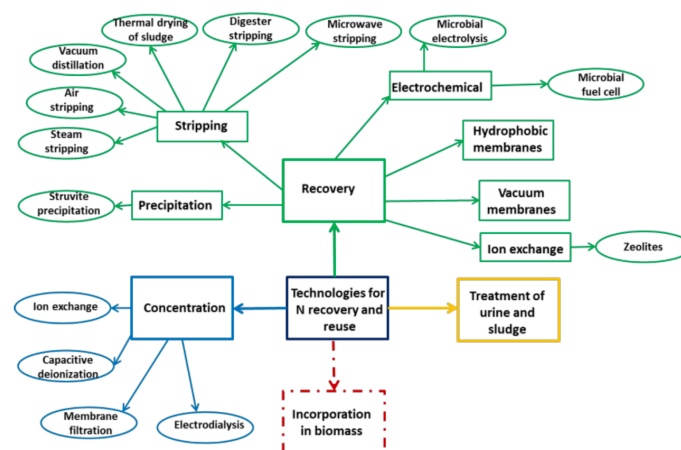 Thermal drying
of sludge
Digester
stripping
Microwave
stripping
Microbial
electrolysis
Vacuum
distillation
Electrochemical
Microbial
fuel cell
Air
stripping
Stripping
Steam
stripping
Hydrophobic
membranes
Recovery
Struvite
precipitation
Precipitation
Vacuum
membranes
Ion exchange
Zeolites
Ion exchange
Concentration
Technologies for
N recovery and
reuse
Treatment of
urine and
sludge
Capacitive
deionization
Membrane
filtration
Electrodialysis
Incorporation
in biomass